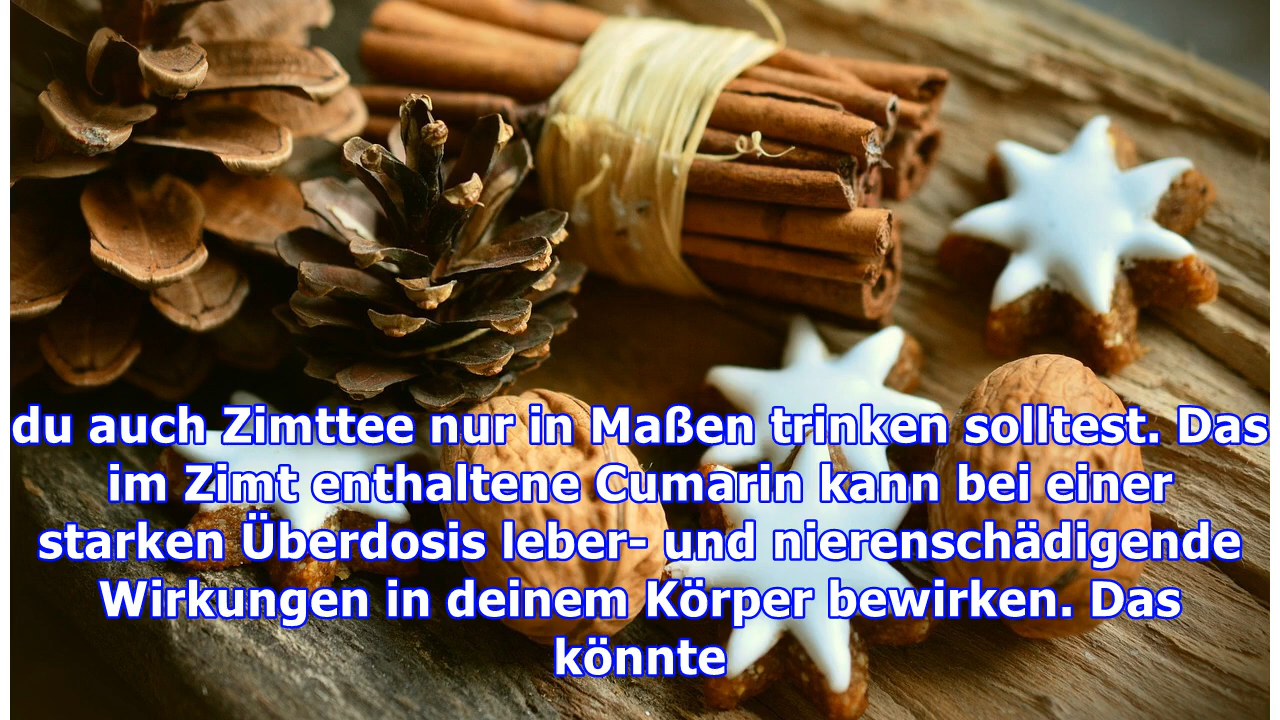 du auch Zimttee nur in Maßen trinken solltest. Das
im Zimt enthaltene Cumarin kann bei einer
starken Überdosis leber- und nierenschädigende
Wirkungen in deinem Körper bewirken. Das
könnte